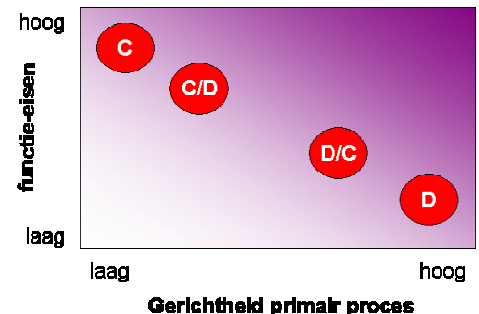 hoog
C
C/D
functie-eisen
D/C
D
laag
laag hoog
Gerichtheid primair proces